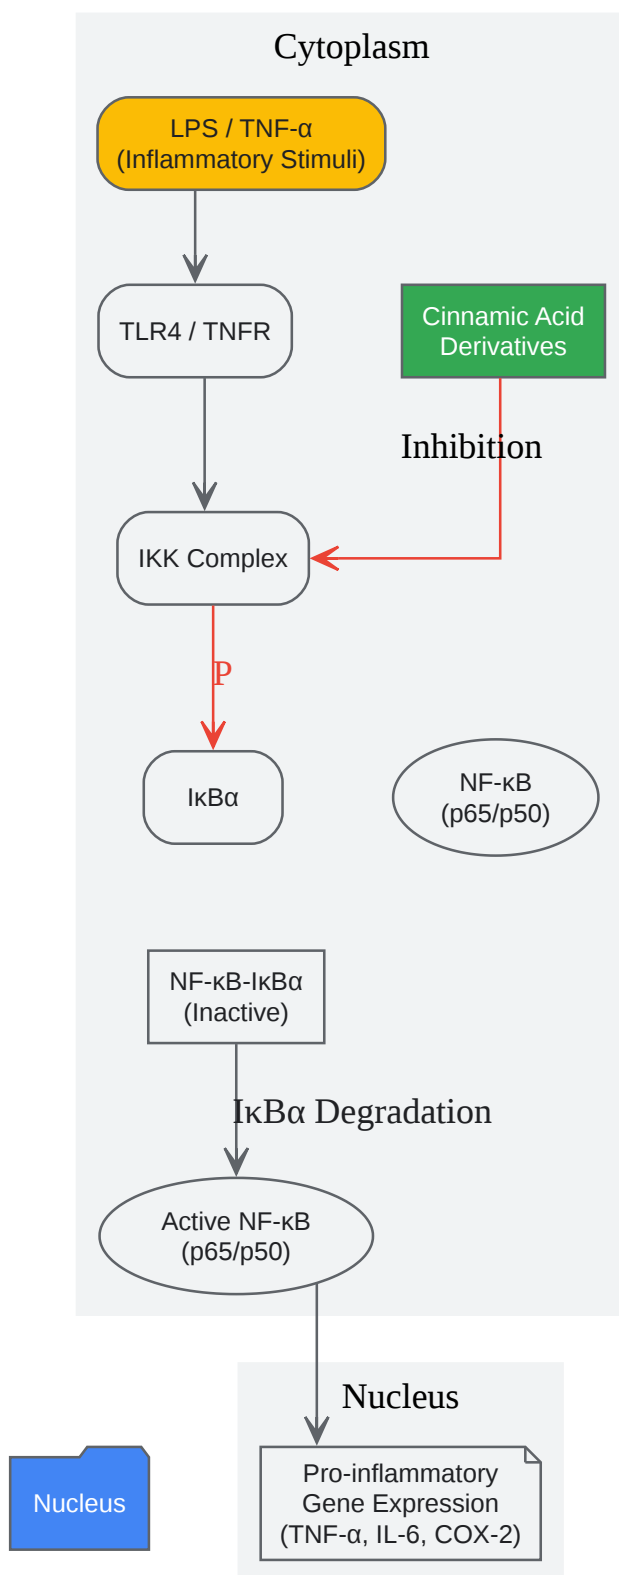 Cytoplasm
LPS / TNF-α
(Inflammatory Stimuli)
TLR4 / TNFR
Cinnamic Acid
Derivatives
Inhibition
IKK Complex
P
IκBα
NF-κB
(p65/p50)
NF-κB-IκBα
(Inactive)
IκBα Degradation
Active NF-κB
(p65/p50)
Nucleus
Nucleus
Pro-inflammatory
Gene Expression
(TNF-α, IL-6, COX-2)